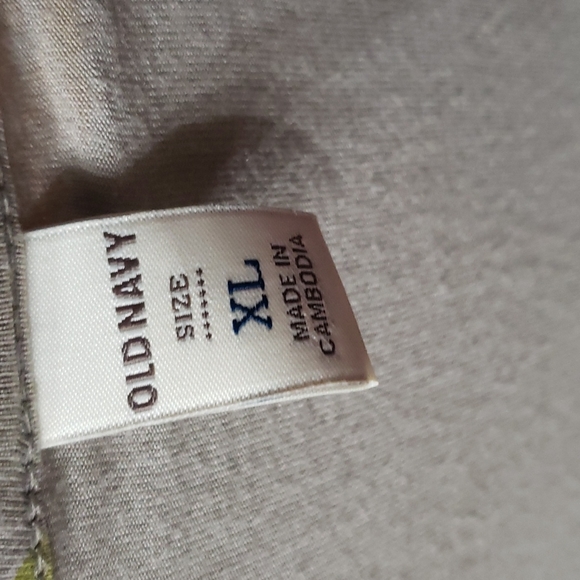 OLD NAVY
SIZE
XL
MADE IN
CAMBODIA